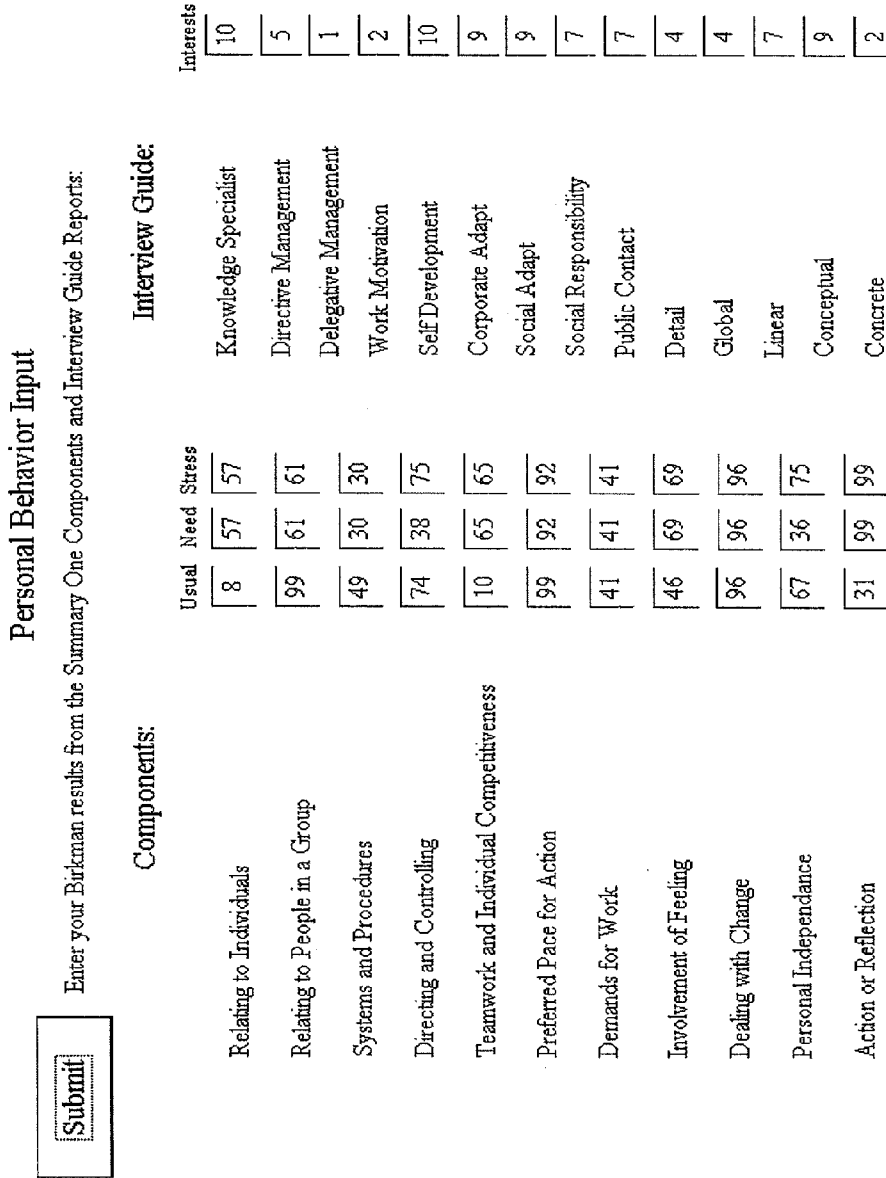 Personal Behavior Input
Submit
Enter your Birkman results from the Summary One Components and Interview Guide Reports:
Components:
Interview Guide:
Usual Need Stress
Interests
Relating to Individuals 8 57 57 Knowledge Specialist 10
Relating to People in a Group 99 61 61 Directive Management 5
Systems and Procedures 49 30 30 Delegative Management 1
Directing and Controlling 74 38 75 Work Motivation 2
Teamwork and Individual Competitiveness 10 65 65 Self Development 10
Preferred Pace for Action 99 92 92 Corporate Adapt 9
Demands for Work 41 41 41 Social Adapt 9
Involvement of Feeling 46 69 69 Social Responsibility 7
Dealing with Change 96 96 96 Public Contact 7
Personal Independance 67 36 75 Detail 4
Action or Reflection 31 99 99 Global 4
Linear 7
Conceptual 9
Concrete 2